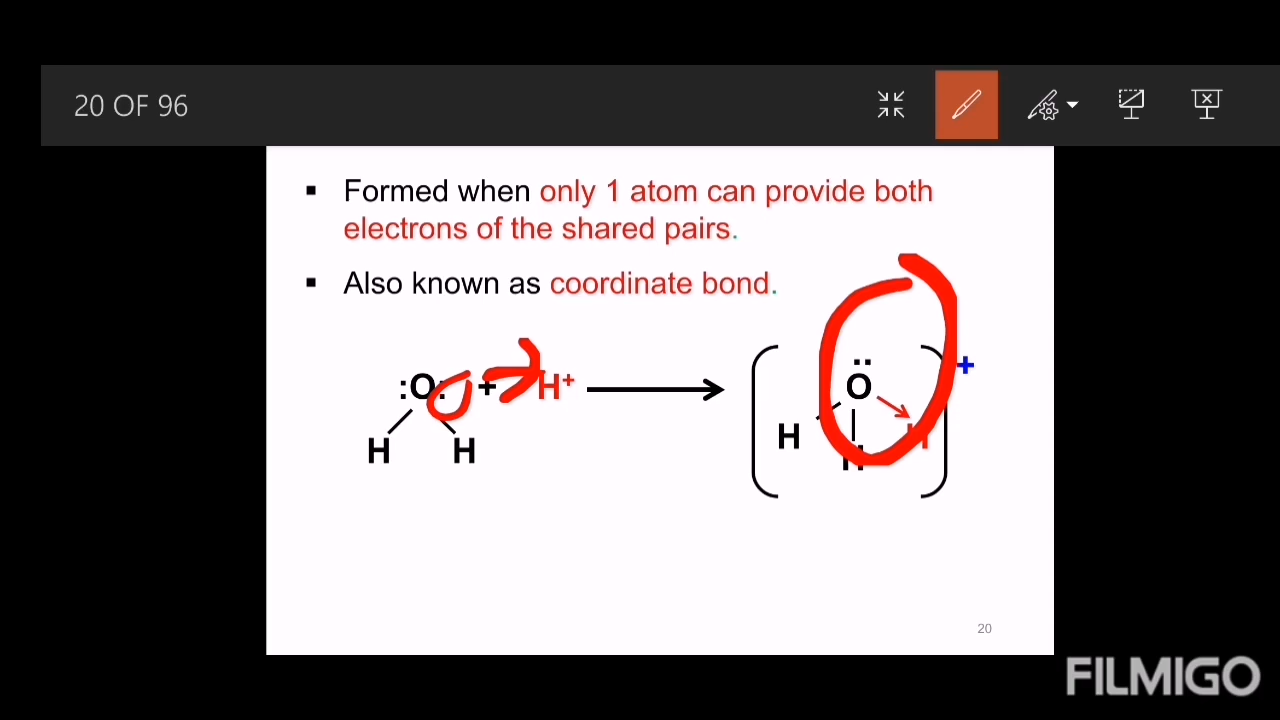 20 OF 96
▪ Formed when only 1 atom can provide both
electrons of the shared pairs.
▪ Also known as coordinate bond.
:O: + H⁺ O +
H H H H H
20
FILMIGO